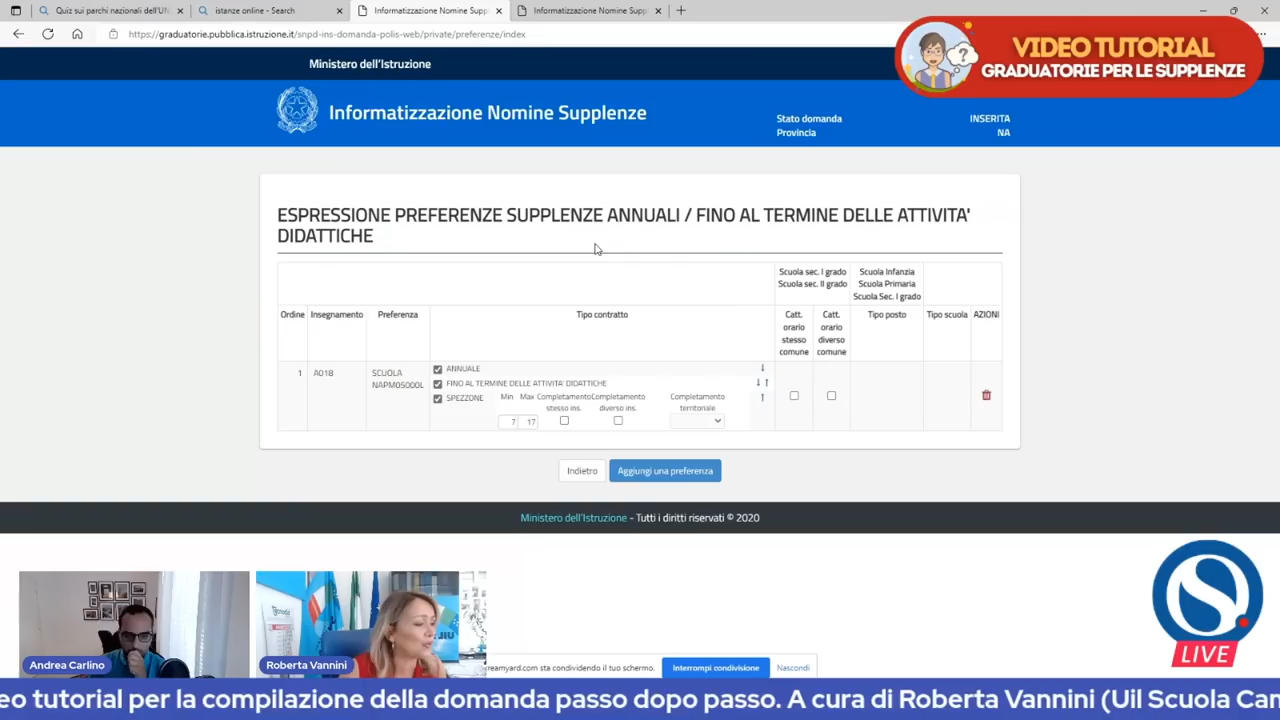 Quiz sui parchi nazionali dell'UN
istanze online - Search
Informatizzazione Nomine Suppl
Informatizzazione Nomine Supp
https://graduatorie.pubblica.istruzione.it/snpd-ins-domanda-polis-web/private/preferenze/index
VIDEO TUTORIAL
GRADUATORIE PER LE SUPPLENZE
Ministero dell'Istruzione
Informatizzazione Nomine Supplenze
Stato domanda INSERITA
Provincia NA
ESPRESSIONE PREFERENZE SUPPLENZE ANNUALI / FINO AL TERMINE DELLE ATTIVITA'
DIDATTICHE
Scuola sec. I grado
Scuola sec. II grado
Scuola Infanzia
Scuola Primaria
Scuola Sec. I grado
Ordine
Insegnamento
Preferenza
Tipo contratto
Catt.
orario
stesso
comune
Catt.
orario
diverso
comune
Tipo posto
Tipo scuola
AZIONI
1
A018
SCUOLA
NAPM05000L
ANNUALE
FINO AL TERMINE DELLE ATTIVITA' DIDATTICHE
SPEZZONE
Min
Max
Completamento
stesso ins.
Completamento
diverso ins.
Completamento
territoriale
7
17
Indietro
Aggiungi una preferenza
Ministero dell'Istruzione - Tutti i diritti riservati © 2020
Andrea Carlino
Roberta Vannini
reamyard.com sta condividendo il tuo schermo.
Interrompi condivisione
Nascondi
LIVE
eo tutorial per la compilazione della domanda passo dopo passo. A cura di Roberta Vannini (Uil Scuola Can